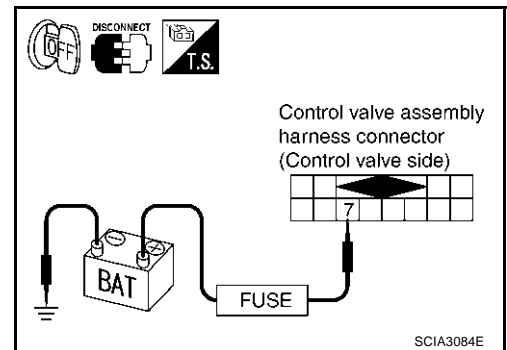 OFF
DISCONNECT
T.S.
Control valve assembly
harness connector
(Control valve side)
7
BAT
FUSE
SCIA3084E